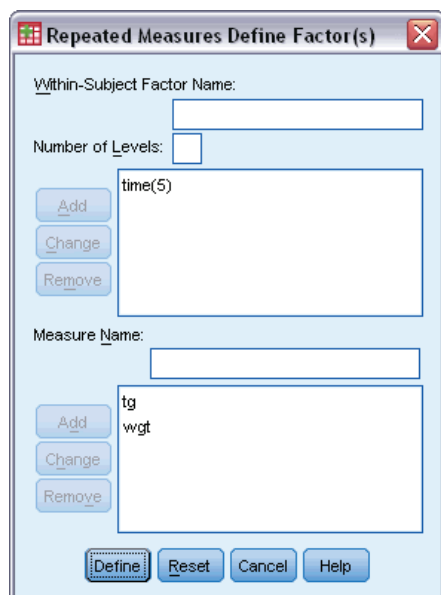 Repeated Measures Define Factor(s)
Within-Subject Factor Name:
Number of Levels:
time(5)
Add
Change
Remove
Measure Name:
tg
wgt
Add
Change
Remove
Define Reset Cancel Help